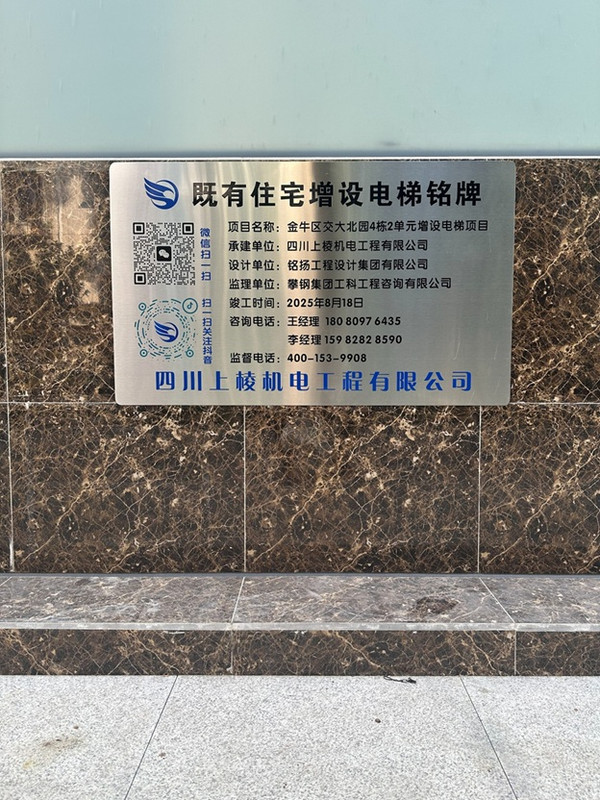 既有住宅增设电梯铭牌
微信扫一扫
扫一扫关注抖音
项目名称：金牛区交大北园4栋2单元增设电梯项目
承建单位：四川上棱机电工程有限公司
设计单位：铭扬工程设计集团有限公司
监理单位：攀钢集团工科工程咨询有限公司
竣工时间：2025年8月18日
咨询电话：王经理 180 8097 6435
李经理 159 8282 8590
监督电话：400-153-9908
四川上棱机电工程有限公司